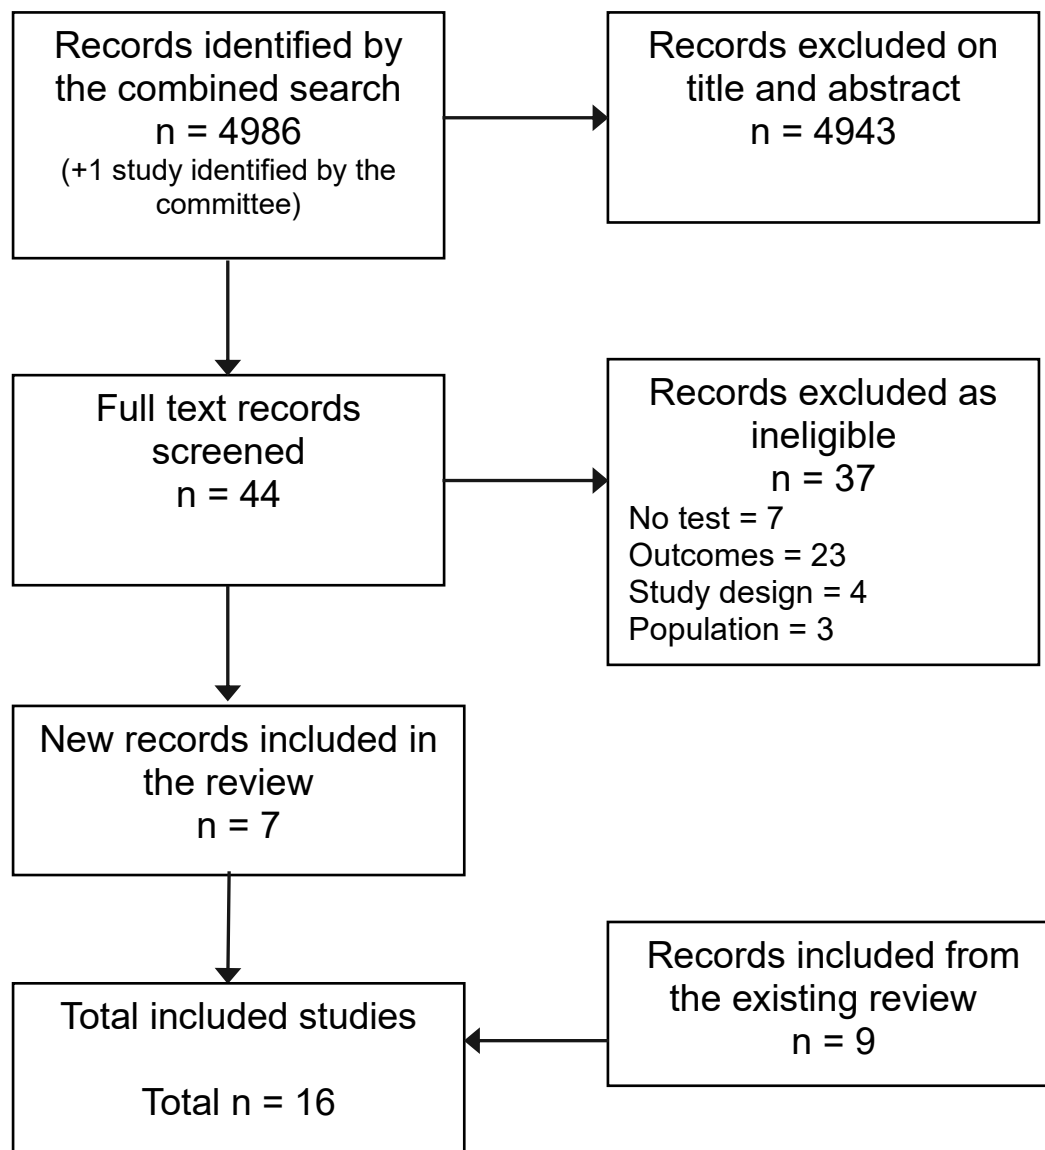 Records identified by
the combined search
n = 4986
(+1 study identified by the
committee)
Records excluded on
title and abstract
n = 4943
Full text records
screened
n = 44
Records excluded as
ineligible
n = 37
No test = 7
Outcomes = 23
Study design = 4
Population = 3
New records included in
the review
n = 7
Records included from
the existing review
n = 9
Total included studies
Total n = 16